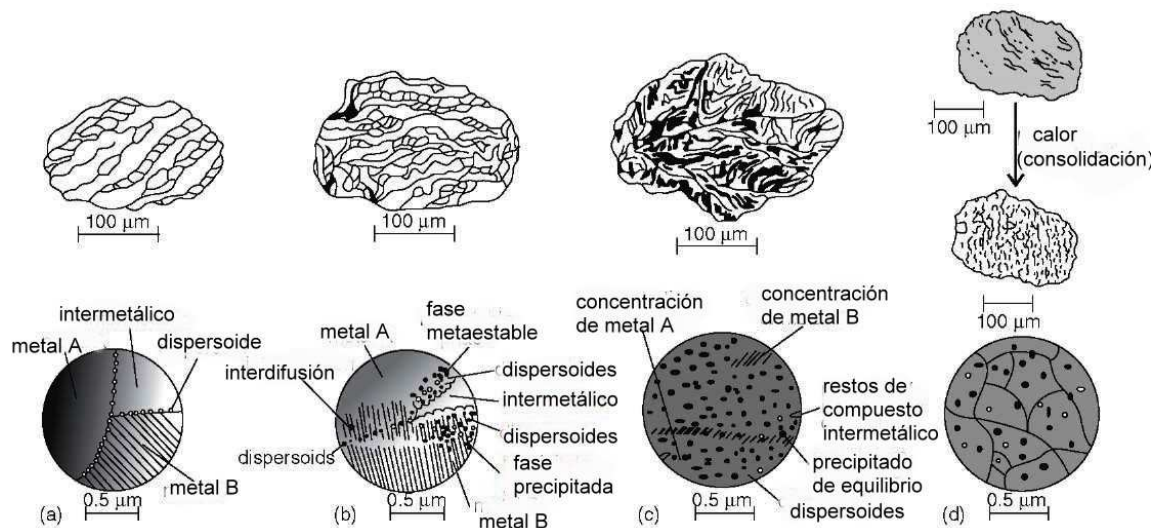 100 μm
100 μm
100 μm
100 μm
calor
(consolidación)
100 μm
intermetálico
metal A
dispersoide
metal B
0.5 μm
(a)
fase
metaestable
metal A
dispersoides
interdifusión
intermetálico
dispersoides
dispersoids
fase
precipitada
metal B
0.5 μm
(b)
concentración
de metal A
concentración
de metal B
restos de
compuesto
intermetálico
precipitado
de equilibrio
dispersoides
0.5 μm
(c)
0.5 μm
(d)